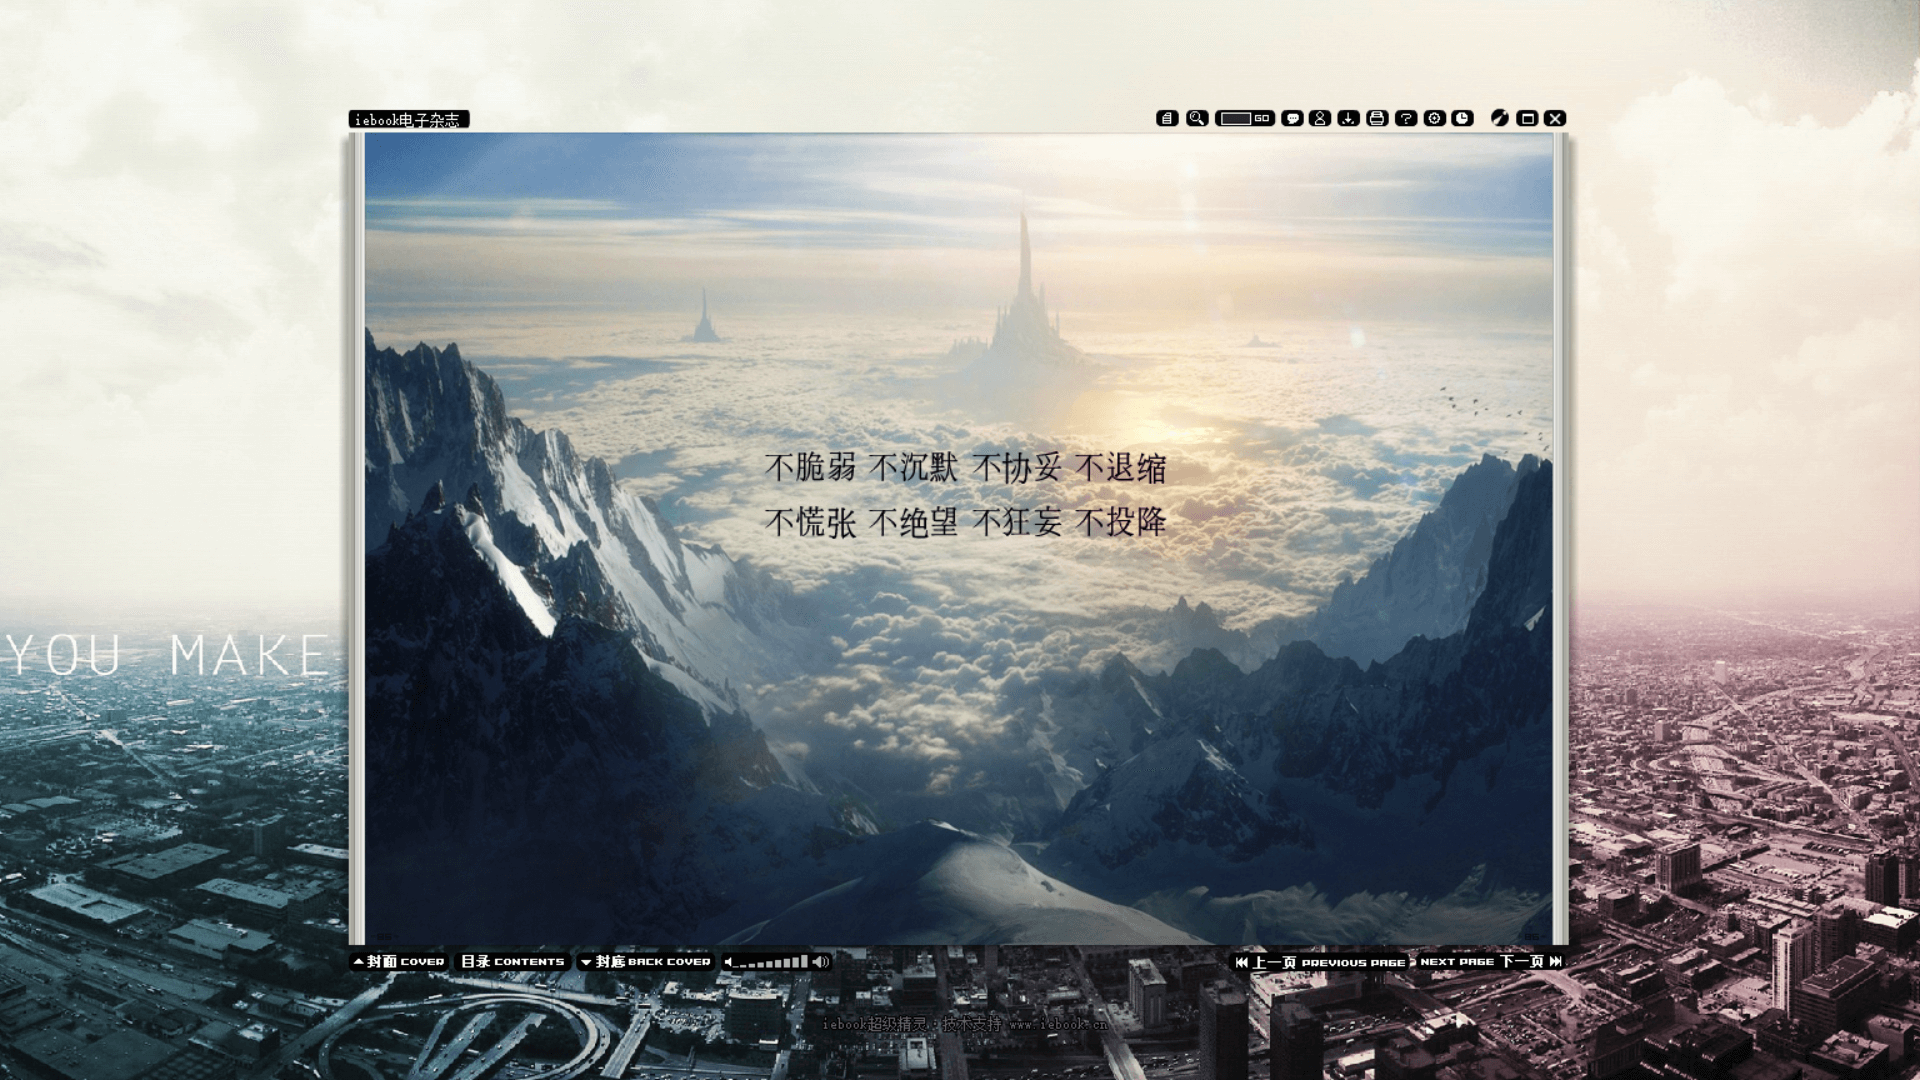 iebook电子杂志
GO
不脆弱 不沉默 不协妥 不退缩
不慌张 不绝望 不狂妄 不投降
YOU MAKE
封面 COVER 目录 CONTENTS 封底 BACK COVER 上一页 PREVIOUS PAGE NEXT PAGE 下一页
iebook超级精灵·技术支持 www.iebook.cn